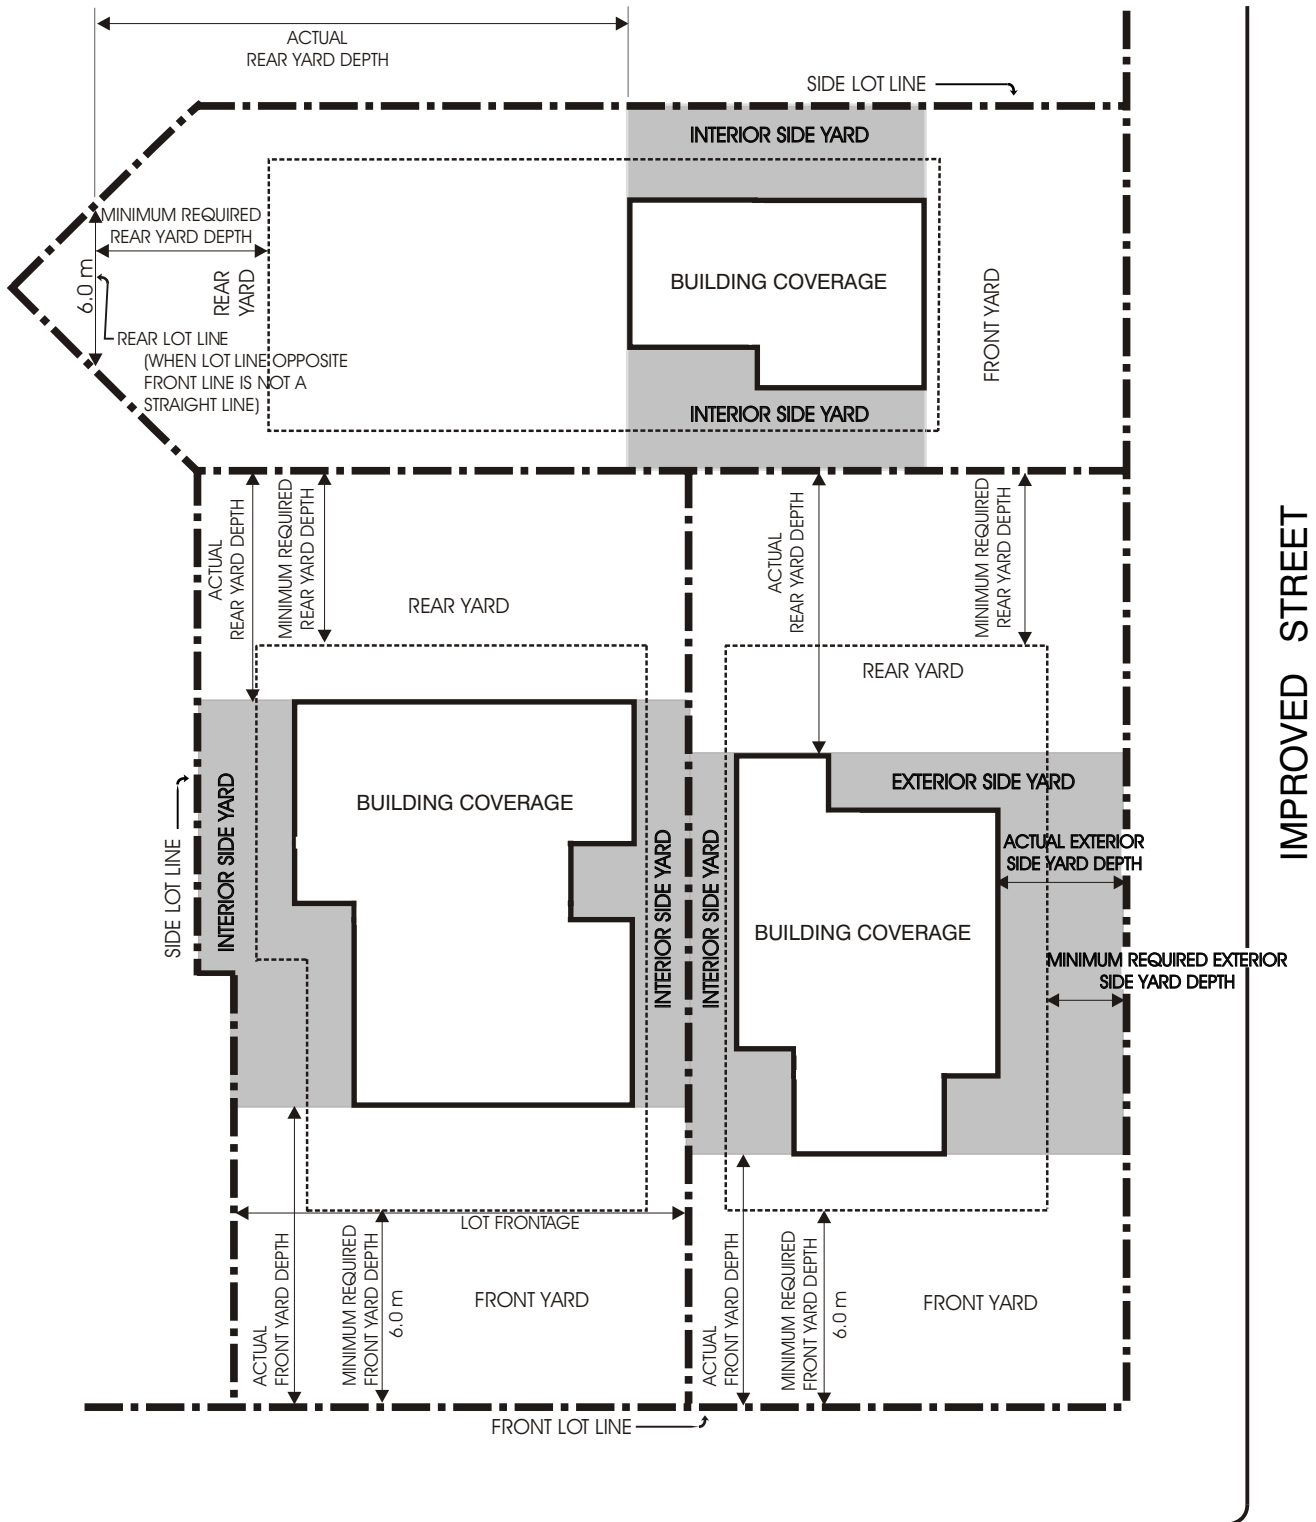 ACTUAL
REAR YARD DEPTH
SIDE LOT LINE
INTERIOR SIDE YARD
MINIMUM REQUIRED
REAR YARD DEPTH
6.0 m
REAR
YARD
BUILDING COVERAGE
FRONT YARD
REAR LOT LINE
(WHEN LOT LINE OPPOSITE
FRONT LINE IS NOT A
STRAIGHT LINE)
INTERIOR SIDE YARD
ACTUAL
REAR YARD DEPTH
MINIMUM REQUIRED
REAR YARD DEPTH
REAR YARD
ACTUAL
REAR YARD DEPTH
MINIMUM REQUIRED
REAR YARD DEPTH
REAR YARD
IMPROVED STREET
SIDE LOT LINE
INTERIOR SIDE YARD
BUILDING COVERAGE
INTERIOR SIDE YARD
INTERIOR SIDE YARD
EXTERIOR SIDE YARD
ACTUAL EXTERIOR
SIDE YARD DEPTH
BUILDING COVERAGE
MINIMUM REQUIRED EXTERIOR
SIDE YARD DEPTH
LOT FRONTAGE
ACTUAL
FRONT YARD DEPTH
MINIMUM REQUIRED
FRONT YARD DEPTH
6.0 m
FRONT YARD
ACTUAL
FRONT YARD DEPTH
MINIMUM REQUIRED
FRONT YARD DEPTH
6.0 m
FRONT YARD
FRONT LOT LINE